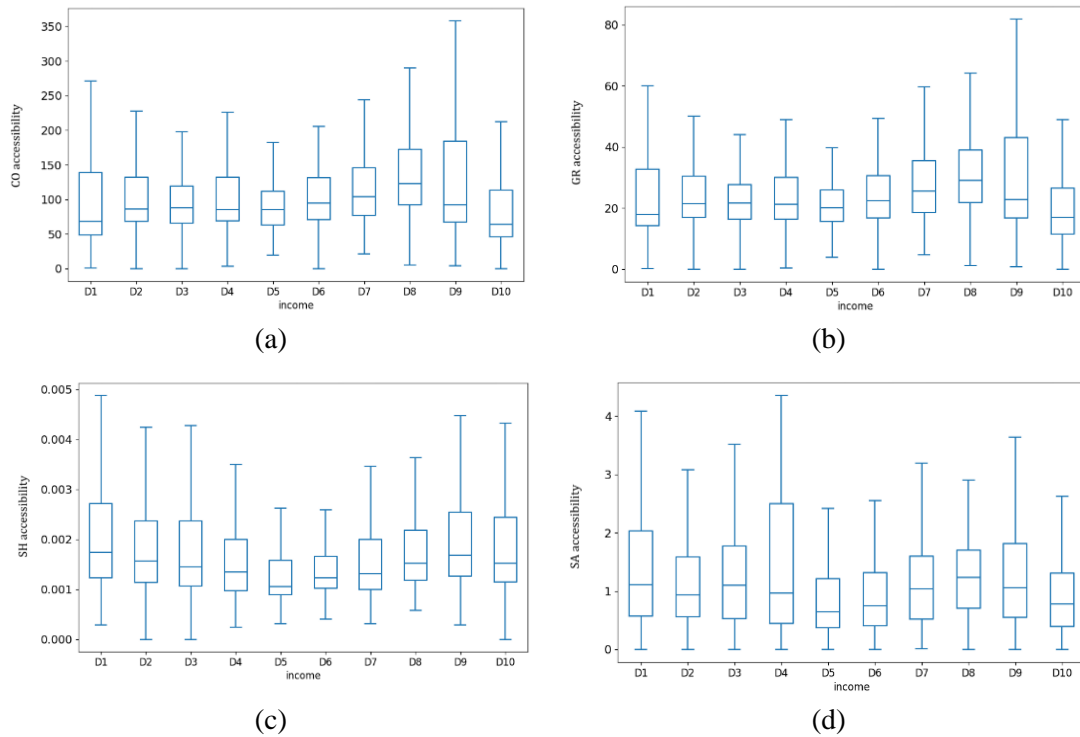 CO accessibility
350
300
250
200
150
100
50
0
D1 D2 D3 D4 D5 D6 D7 D8 D9 D10
income
(a)
GR accessibility
80
60
40
20
0
D1 D2 D3 D4 D5 D6 D7 D8 D9 D10
income
(b)
SH accessibility
0.005
0.004
0.003
0.002
0.001
0.000
D1 D2 D3 D4 D5 D6 D7 D8 D9 D10
income
(c)
SA accessibility
4
3
2
1
0
D1 D2 D3 D4 D5 D6 D7 D8 D9 D10
income
(d)